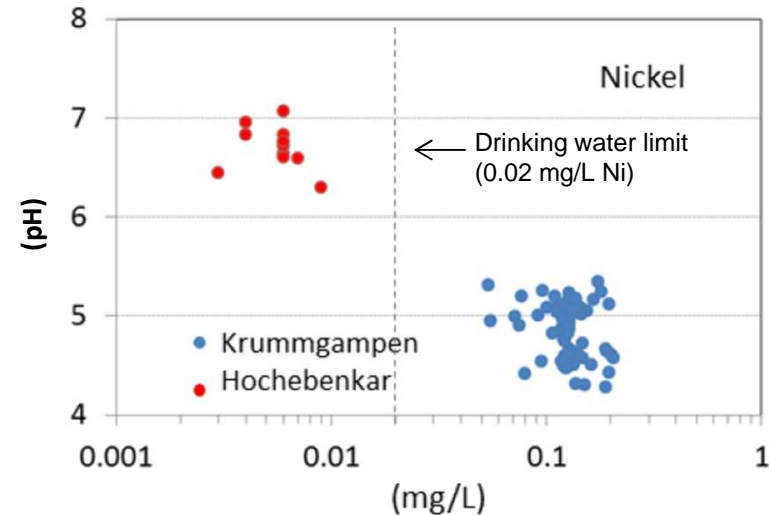 8
Nickel
7
Drinking water limit
(0.02 mg/L Ni)
(pH)
6
5
Krummgampen
Hochebenkar
4
0.001
0.01
0.1
1
(mg/L)